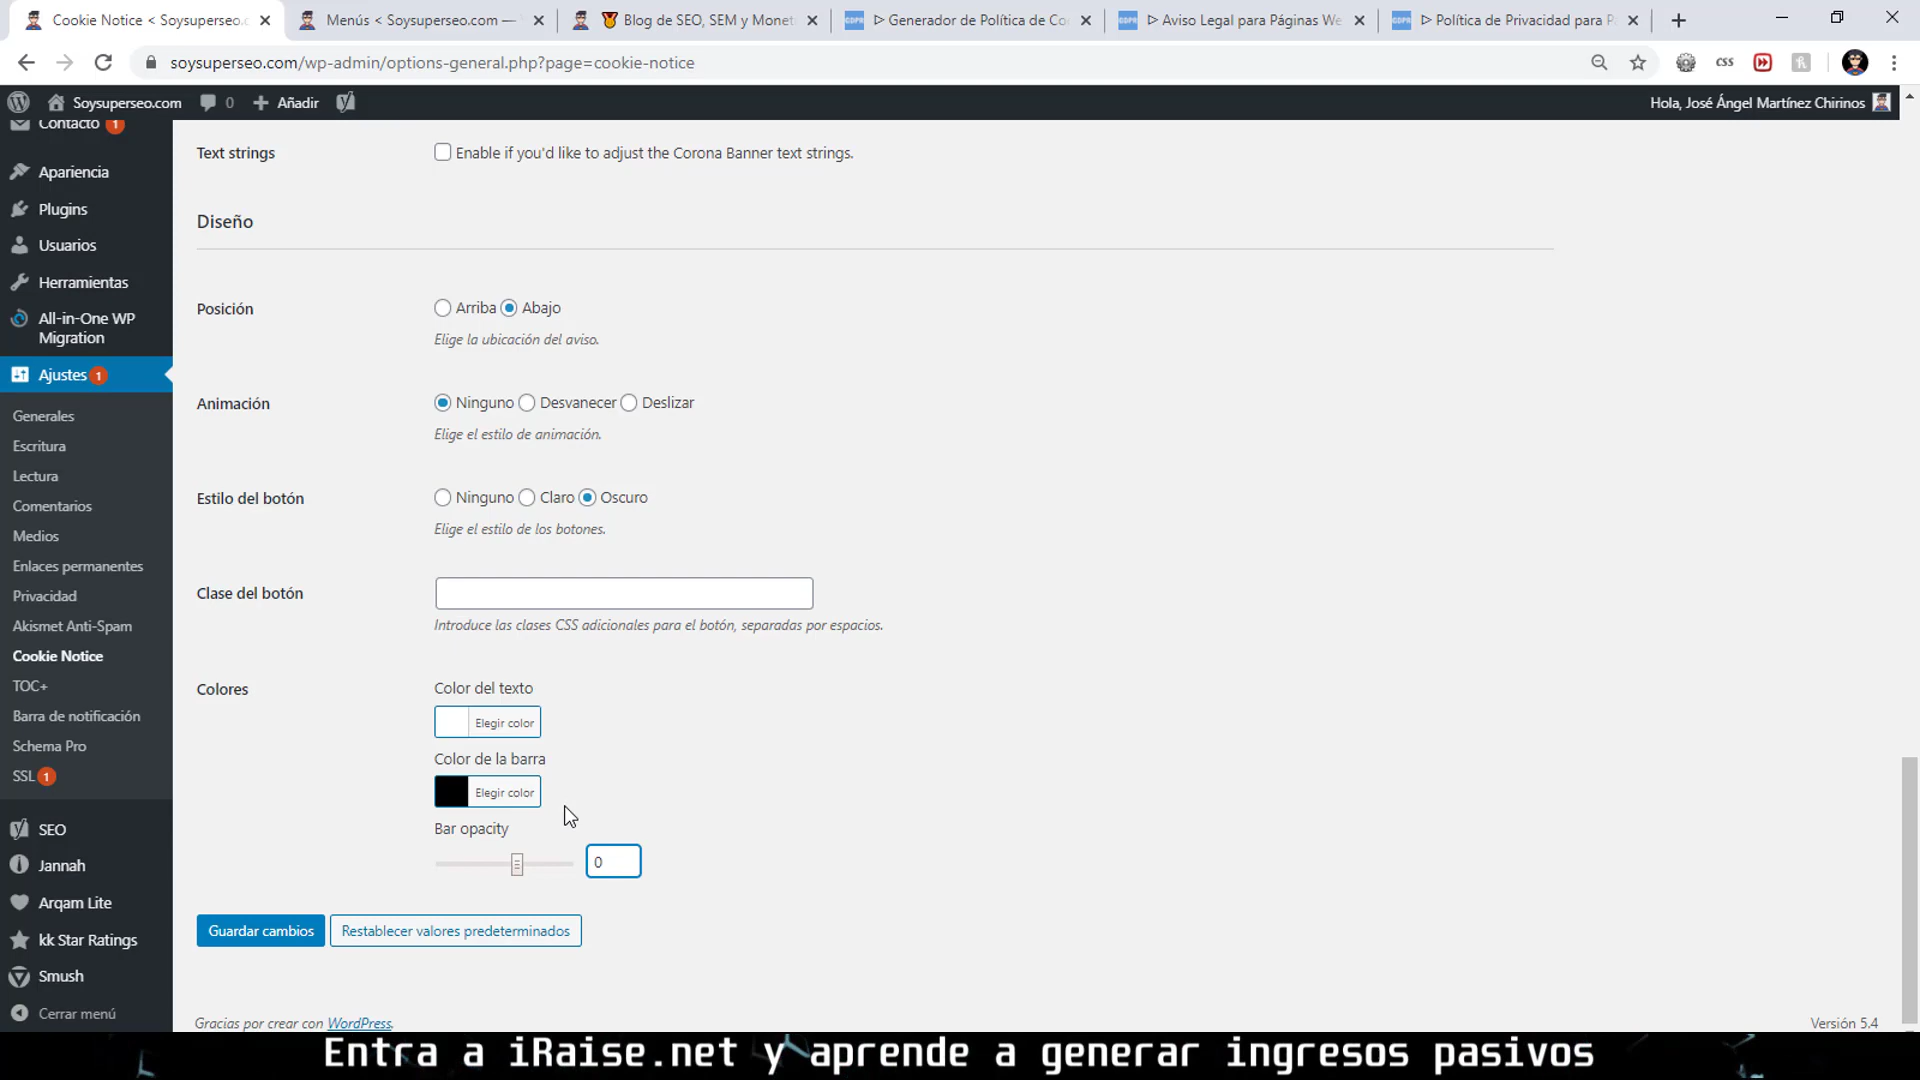 Cookie Notice < Soysuperseo.c
Menús < Soysuperseo.com —
Blog de SEO, SEM y Monet
Generador de Política de Co
Aviso Legal para Páginas We
Política de Privacidad para P
soysuperseo.com/wp-admin/options-general.php?page=cookie-notice
CSS
Soysuperseo.com
0
Añadir
Hola, José Ángel Martínez Chirinos
Contacto 1
Apariencia
Plugins
Usuarios
Herramientas
All-in-One WP
Migration
Ajustes 1
Generales
Escritura
Lectura
Comentarios
Medios
Enlaces permanentes
Privacidad
Akismet Anti-Spam
Cookie Notice
TOC+
Barra de notificación
Schema Pro
SSL 1
SEO
Jannah
Arqam Lite
kk Star Ratings
Smush
Cerrar menú
Text strings
Enable if you'd like to adjust the Corona Banner text strings.
Diseño
Posición
Arriba Abajo
Elige la ubicación del aviso.
Animación
Ninguno Desvanecer Deslizar
Elige el estilo de animación.
Estilo del botón
Ninguno Claro Oscuro
Elige el estilo de los botones.
Clase del botón
Introduce las clases CSS adicionales para el botón, separadas por espacios.
Colores
Color del texto
Elegir color
Color de la barra
Elegir color
Bar opacity
0
Guardar cambios
Restablecer valores predeterminados
Gracias por crear con WordPress.
Versión 5.4
Entra a iRaise.net y aprende a generar ingresos pasivos